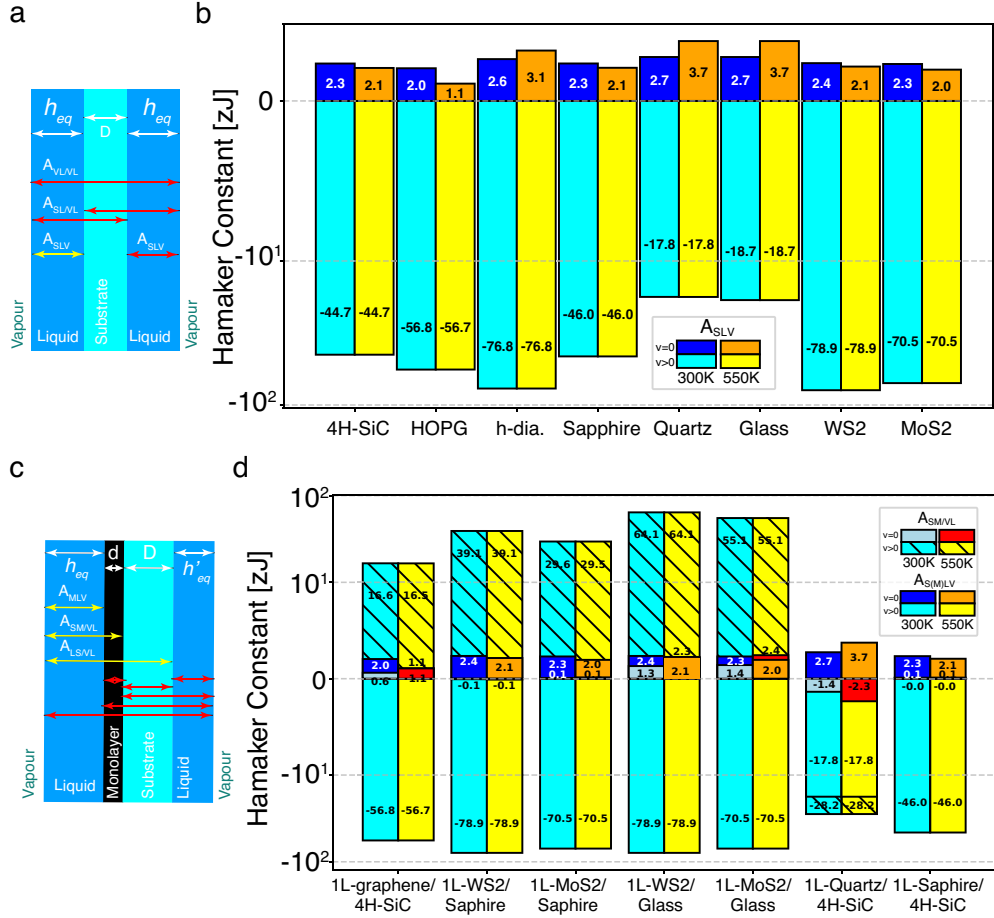 a
h_eq
D
h_eq
A_VL/VL
A_SL/VL
A_SLV
A_SLV
Vapour
Liquid
Substrate
Liquid
Vapour
b
Hamaker Constant [zJ]
0
-10^1
-10^2
2.3 2.1 2.0 1.1 2.6 3.1 2.3 2.1 2.7 3.7 2.7 3.7 2.4 2.1 2.3 2.0
-44.7 -44.7 -56.8 -56.7 -76.8 -76.8 -46.0 -46.0 -17.8 -17.8 -18.7 -18.7 -78.9 -78.9 -70.5 -70.5
A_SLV
v=0
v>0
300K 550K
4H-SiC HOPG h-dia. Sapphire Quartz Glass WS2 MoS2
c
h_eq
d
D
h'_eq
A_MLV
A_SM/VL
A_LS/VL
Vapour
Liquid
Monolayer
Substrate
Liquid
Vapour
d
Hamaker Constant [zJ]
10^2
10^1
0
-10^1
-10^2
16.6 16.5 39.1 39.1 29.6 29.5 64.1 64.1 55.1 55.1
2.0 1.1 2.4 2.1 2.3 2.0 2.4 2.3 2.3 2.4 2.7 3.7 2.3 2.1
0.6 -1.1 -0.1 -0.1 0.1 0.1 1.3 2.1 1.4 2.0 -1.4 -2.3 0.1 0.1
-0.0 -0.0
-17.8 -17.8
-28.2 -28.2
-56.8 -56.7 -78.9 -78.9 -70.5 -70.5 -78.9 -78.9 -70.5 -70.5 -46.0 -46.0
A_SM/VL
v=0
v>0
300K 550K
A_S(M)LV
v=0
v>0
300K 550K
1L-graphene/ 1L-WS2/ 1L-MoS2/ 1L-WS2/ 1L-MoS2/ 1L-Quartz/ 1L-Saphire/
4H-SiC Saphire Saphire Glass Glass 4H-SiC 4H-SiC